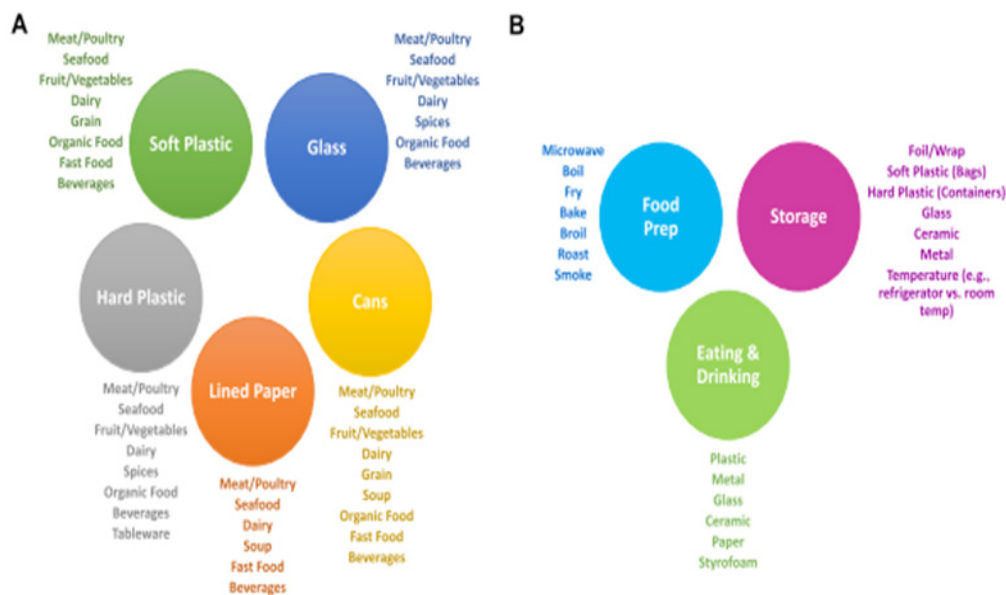 A
Meat/Poultry
Seafood
Fruit/Vegetables
Dairy
Grain
Organic Food
Fast Food
Beverages
Soft Plastic
Glass
Meat/Poultry
Seafood
Fruit/Vegetables
Dairy
Spices
Organic Food
Beverages
Hard Plastic
Meat/Poultry
Seafood
Fruit/Vegetables
Dairy
Spices
Organic Food
Beverages
Tableware
Lined Paper
Meat/Poultry
Seafood
Dairy
Soup
Fast Food
Beverages
Cans
Meat/Poultry
Seafood
Fruit/Vegetables
Dairy
Grain
Soup
Organic Food
Fast Food
Beverages
B
Microwave
Boil
Fry
Bake
Broil
Roast
Smoke
Food
Prep
Storage
Foil/Wrap
Soft Plastic (Bags)
Hard Plastic (Containers)
Glass
Ceramic
Metal
Temperature (e.g.,
refrigerator vs. room
temp)
Eating &
Drinking
Plastic
Metal
Glass
Ceramic
Paper
Styrofoam